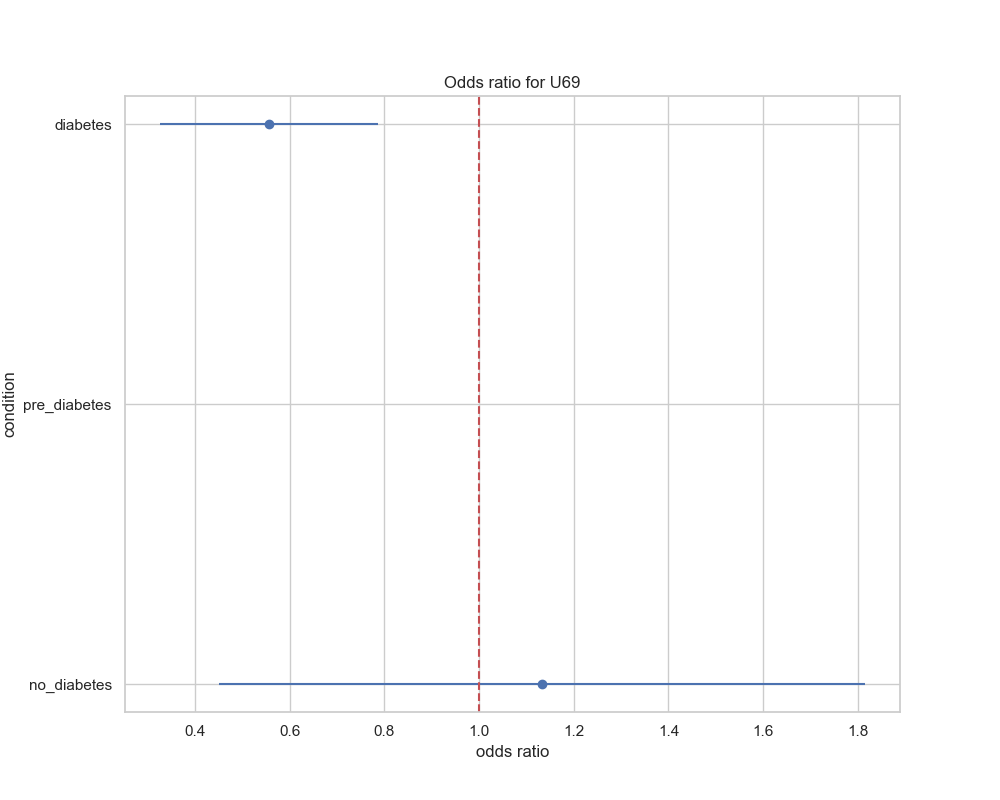 Odds ratio for U69
diabetes
pre_diabetes
no_diabetes
condition
0.4 0.6 0.8 1.0 1.2 1.4 1.6 1.8
odds ratio